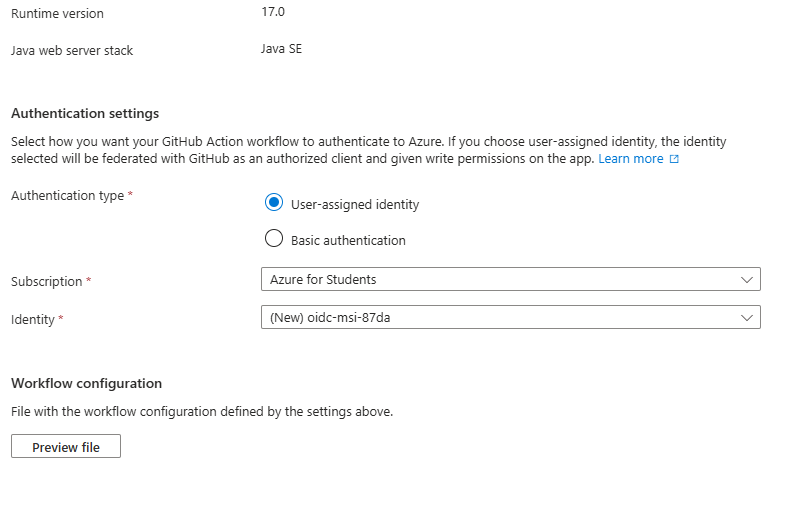 Runtime version 17.0
Java web server stack Java SE
Authentication settings
Select how you want your GitHub Action workflow to authenticate to Azure. If you choose user-assigned identity, the identity
selected will be federated with GitHub as an authorized client and given write permissions on the app. Learn more
Authentication type *
User-assigned identity
Basic authentication
Subscription * Azure for Students
Identity * (New) oidc-msi-87da
Workflow configuration
File with the workflow configuration defined by the settings above.
Preview file